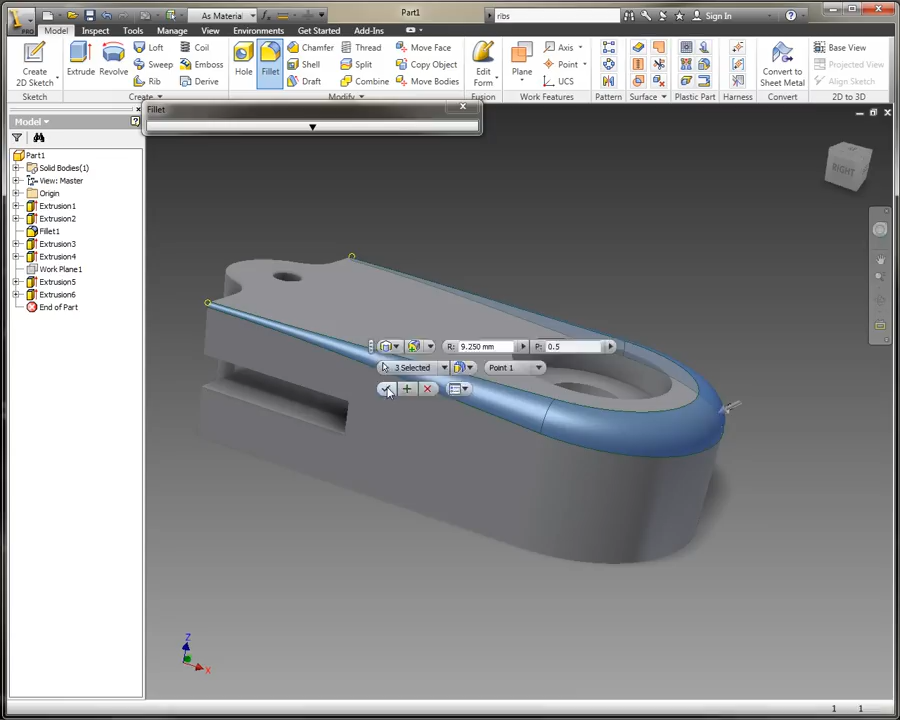 PRO
As Material
Part1
ribs
Sign In
Model
Inspect
Tools
Manage
View
Environments
Get Started
Add-Ins
Create
2D Sketch
Extrude
Revolve
Loft
Sweep
Rib
Coil
Emboss
Derive
Hole
Fillet
Chamfer
Shell
Draft
Thread
Split
Combine
Move Face
Copy Object
Move Bodies
Edit
Form
Plane
Axis
Point
UCS
Convert to
Sheet Metal
Base View
Projected View
Align Sketch
Sketch
Create
Modify
Fusion
Work Features
Pattern
Surface
Plastic Part
Harness
Convert
2D to 3D
Model
Fillet
Part1
Solid Bodies(1)
View: Master
Origin
Extrusion1
Extrusion2
Fillet1
Extrusion3
Extrusion4
Work Plane1
Extrusion5
Extrusion6
End of Part
RIGHT
R: 9.250 mm
P: 0.5
3 Selected
Point 1
Z
X
1 1